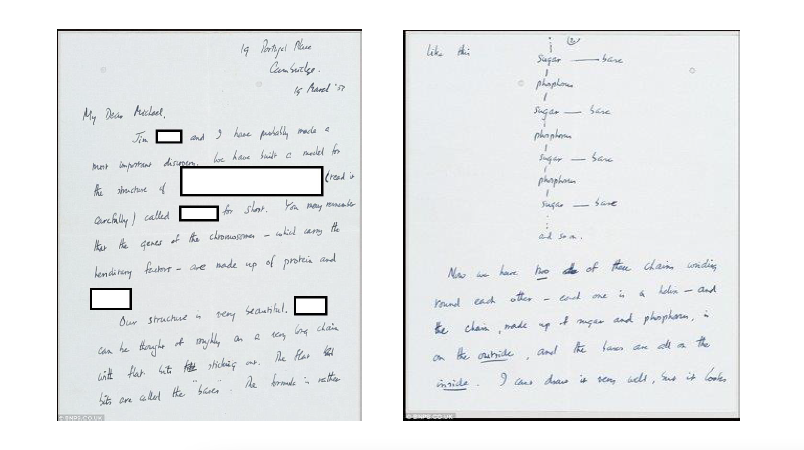 19 Portugal Place
Cambridge.
19 March '53
My Dear Michael,
Jim and I have probably made a
most important discovery. We have built a model for
the structure of (read it
carefully) called for short. You may remember
that the genes of the chromosomes – which carry the
hereditary factors – are made up of protein and
Our structure is very beautiful.
can be thought of roughly as a very long chain
with flat bits sticking out. The flat
bits are called the "bases". The formula is rather
© BNPS.CO.UK
(2)
like this
sugar — base
phosphorus
sugar — base
phosphorus
sugar — base
phosphorus
sugar — base
and so on.
Now we have two of these chains winding
round each other – each one is a helix – and
the chain, made up of sugar and phosphorus, is
on the outside, and the bases are all on the
inside. I can't draw it very well, but it looks
© BNPS.CO.UK